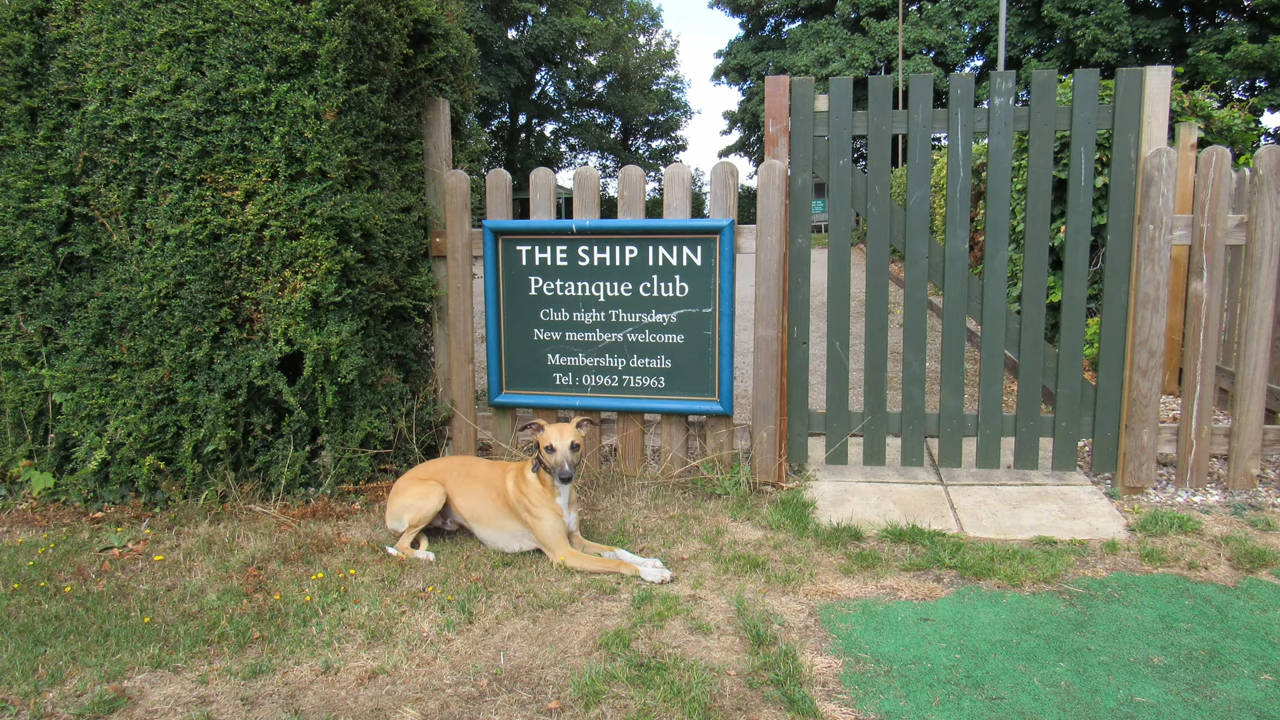 THE SHIP INN
Petanque club
Club night Thursdays
New members welcome
Membership details
Tel : 01962 715963